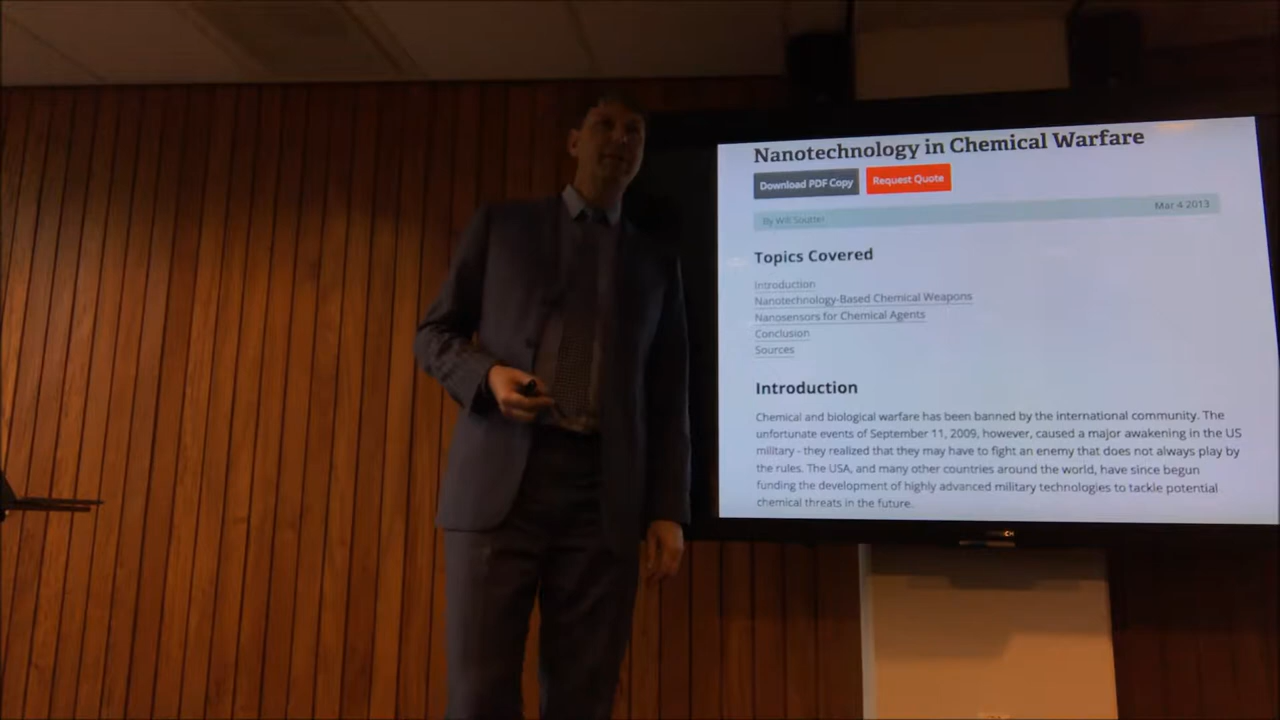 Nanotechnology in Chemical Warfare
Download PDF Copy
Request Quote
By Will Soutter
Mar 4 2013
Topics Covered
Introduction
Nanotechnology-Based Chemical Weapons
Nanosensors for Chemical Agents
Conclusion
Sources
Introduction
Chemical and biological warfare has been banned by the international community. The
unfortunate events of September 11, 2009, however, caused a major awakening in the US
military - they realized that they may have to fight an enemy that does not always play by
the rules. The USA, and many other countries around the world, have since begun
funding the development of highly advanced military technologies to tackle potential
chemical threats in the future.